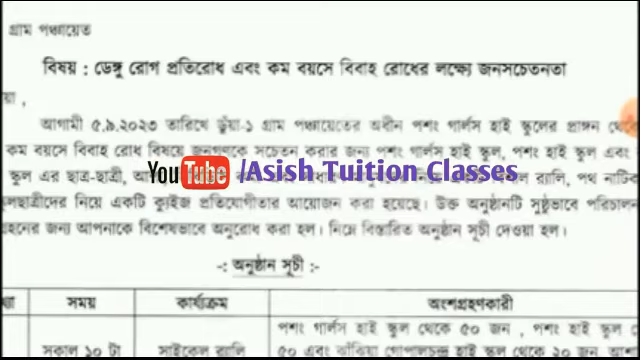 গ্রাম পঞ্চায়েত
বিষয় : ডেঙ্গু রোগ প্রতিরোধ এবং কম বয়সে বিবাহ রোধের লক্ষ্যে জনসচেতনতা
য়া ,
আগামী ৫.৯.২০২৩ তারিখে ভুঁয়া-১ গ্রাম পঞ্চায়েতের অধীন পশং গার্লস হাই স্কুলের প্রাঙ্গন থেকে
কম বয়সে বিবাহ রোধ বিষয়ে জনগণকে সচেতন করার জন্য পশং গার্লস হাই স্কুল, পশং হাই স্কুল এবং
YouTube /Asish Tuition Classes
স্কুল এর ছাত্র-ছাত্রী, র‍্যালি, পথ নাটিক
লছাত্রীদের নিয়ে একটি ক্যুইজ প্রতিযোগীতার আয়োজন করা হয়েছে। উক্ত অনুষ্ঠানটি সুষ্ঠুভাবে পরিচালন
গ্রহনের জন্য আপনাকে বিশেষভাবে অনুরোধ করা হল। নিম্নে বিস্তারিত অনুষ্ঠান সূচী দেওয়া হল।
-: অনুষ্ঠান সূচী :-
সময় কার্যাক্রম অংশগ্রহণকারী
সকাল ১০ টা সাইকেল র‍্যালি পশং গার্লস হাই স্কুল থেকে ৫০ জন , পশং হাই স্কুল
৫০ এবং ঝাঁঝিয়া গোপালচন্দ্র হাই স্কুল থেকে ২০ জন